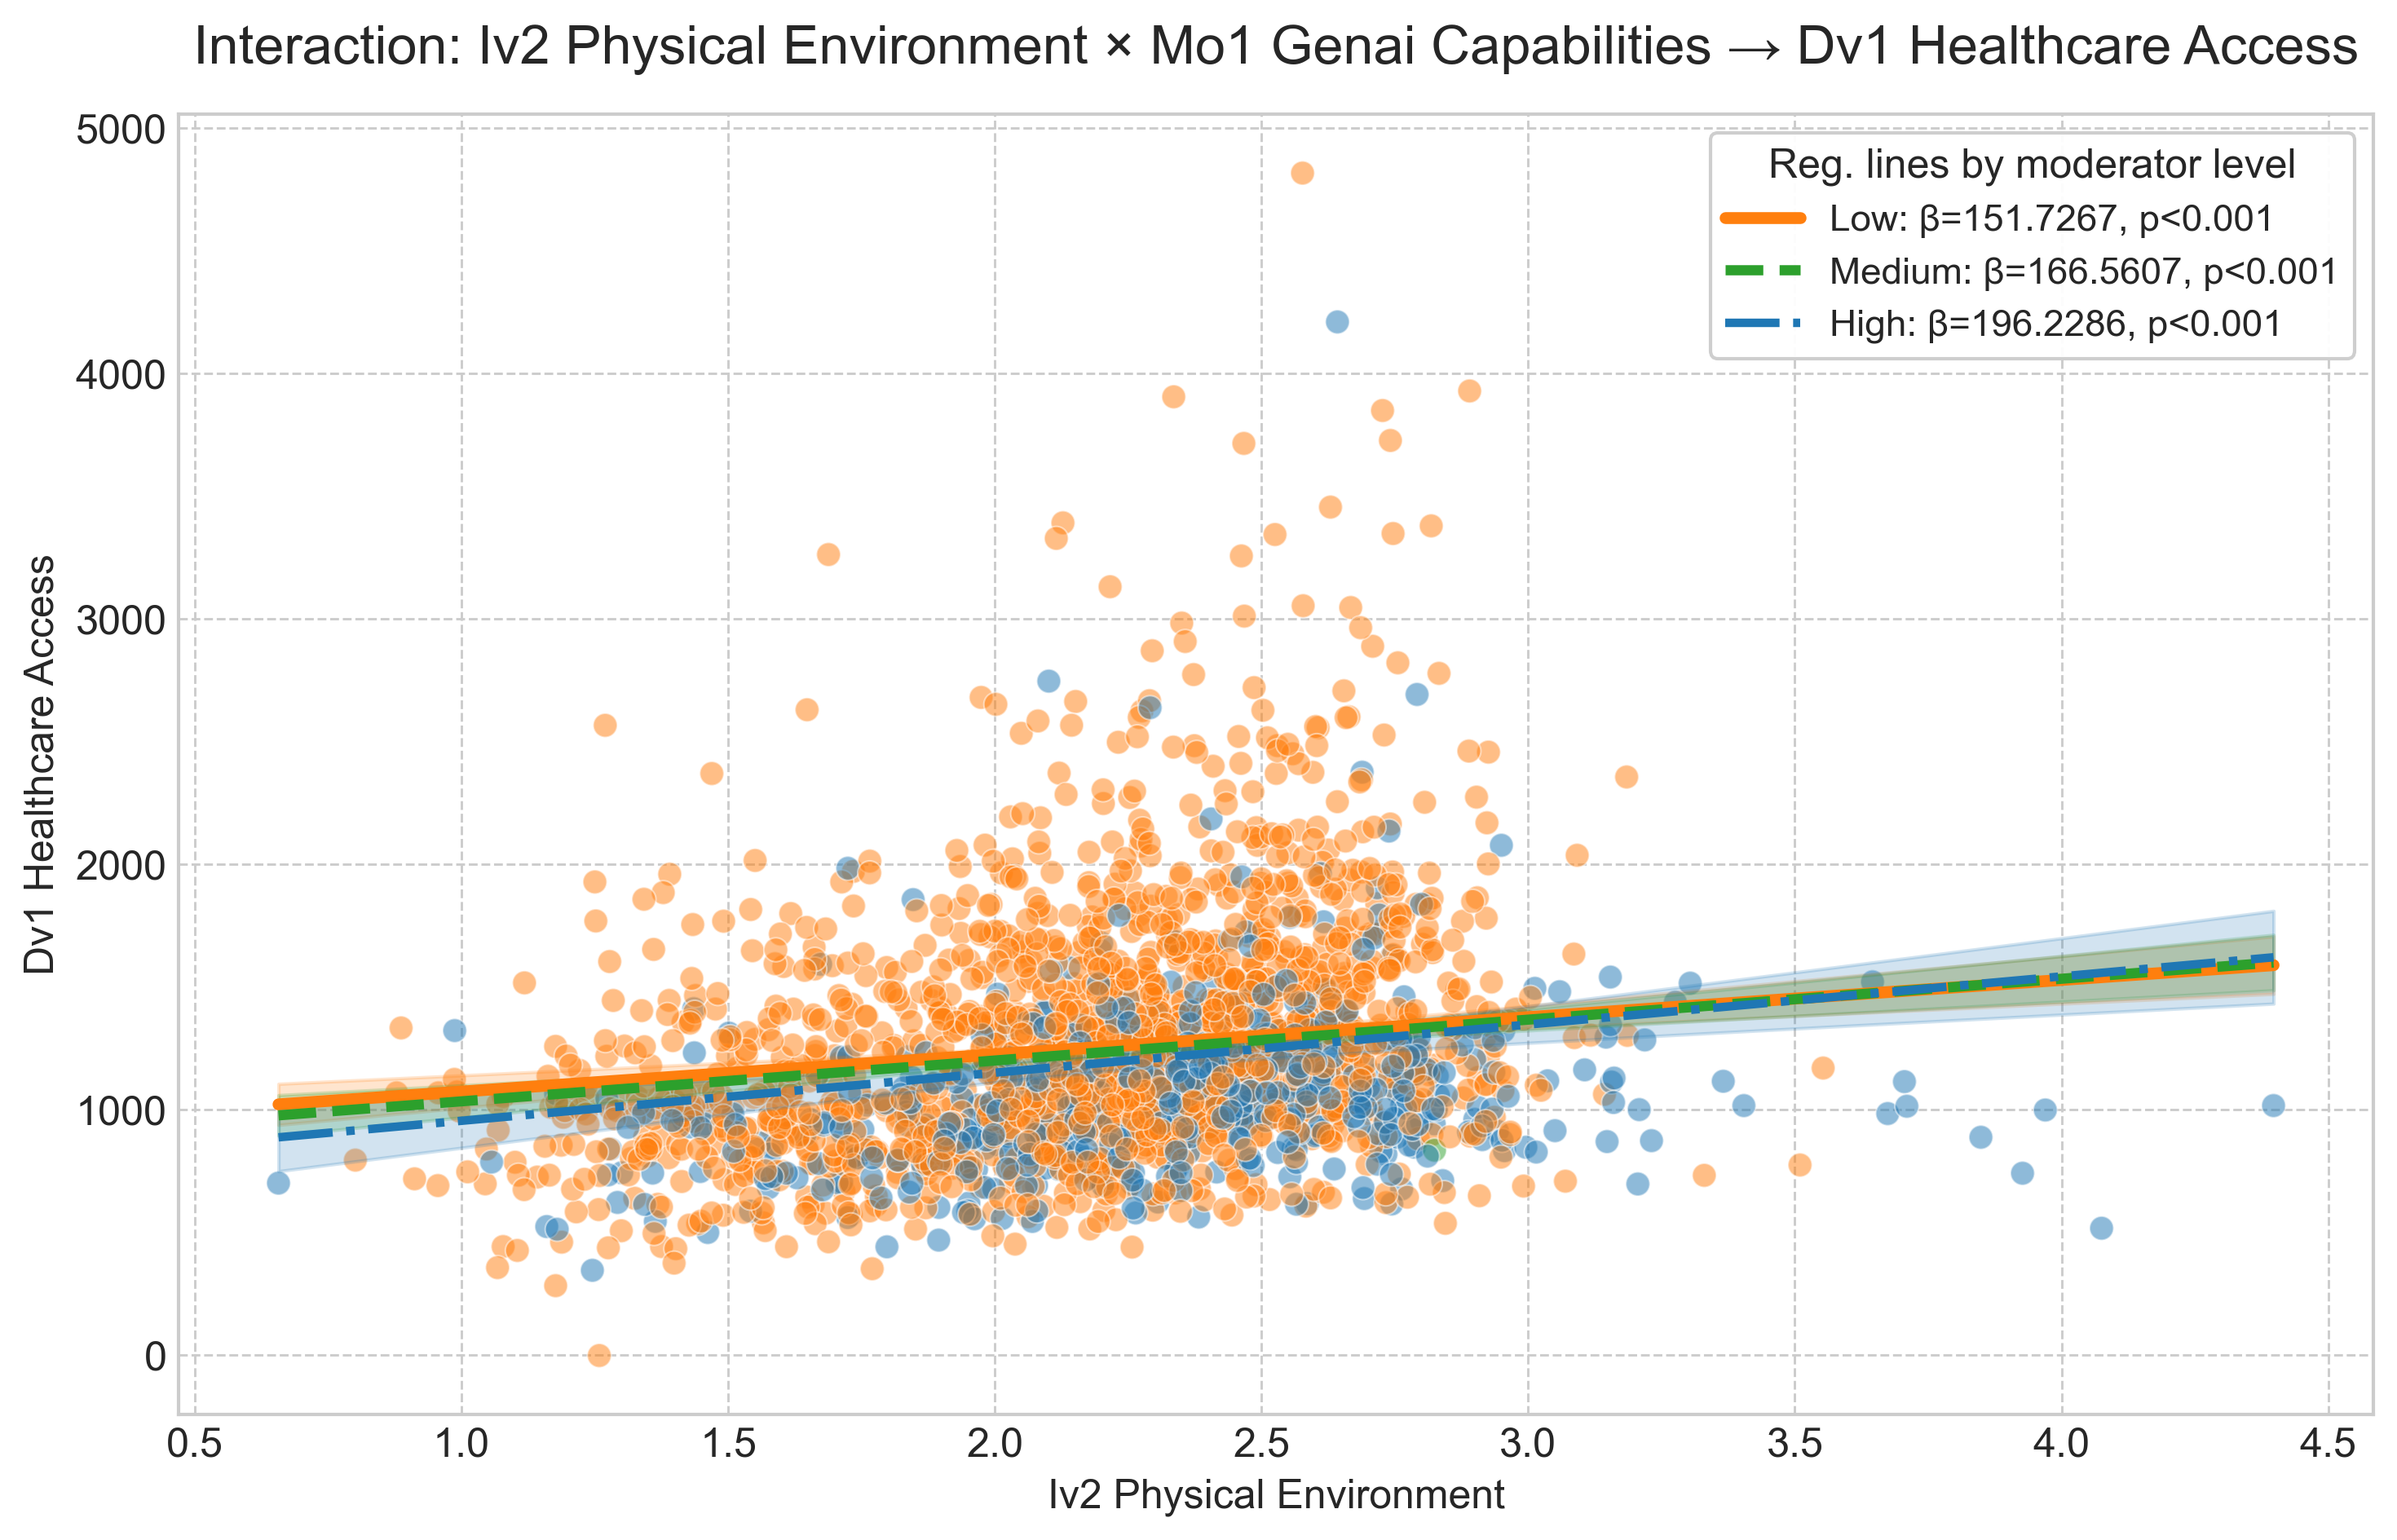 Interaction: Iv2 Physical Environment × Mo1 Genai Capabilities → Dv1 Healthcare Access
Reg. lines by moderator level
Low: β=151.7267, p<0.001
Medium: β=166.5607, p<0.001
High: β=196.2286, p<0.001
Dv1 Healthcare Access
5000
4000
3000
2000
1000
0
0.5 1.0 1.5 2.0 2.5 3.0 3.5 4.0 4.5
Iv2 Physical Environment